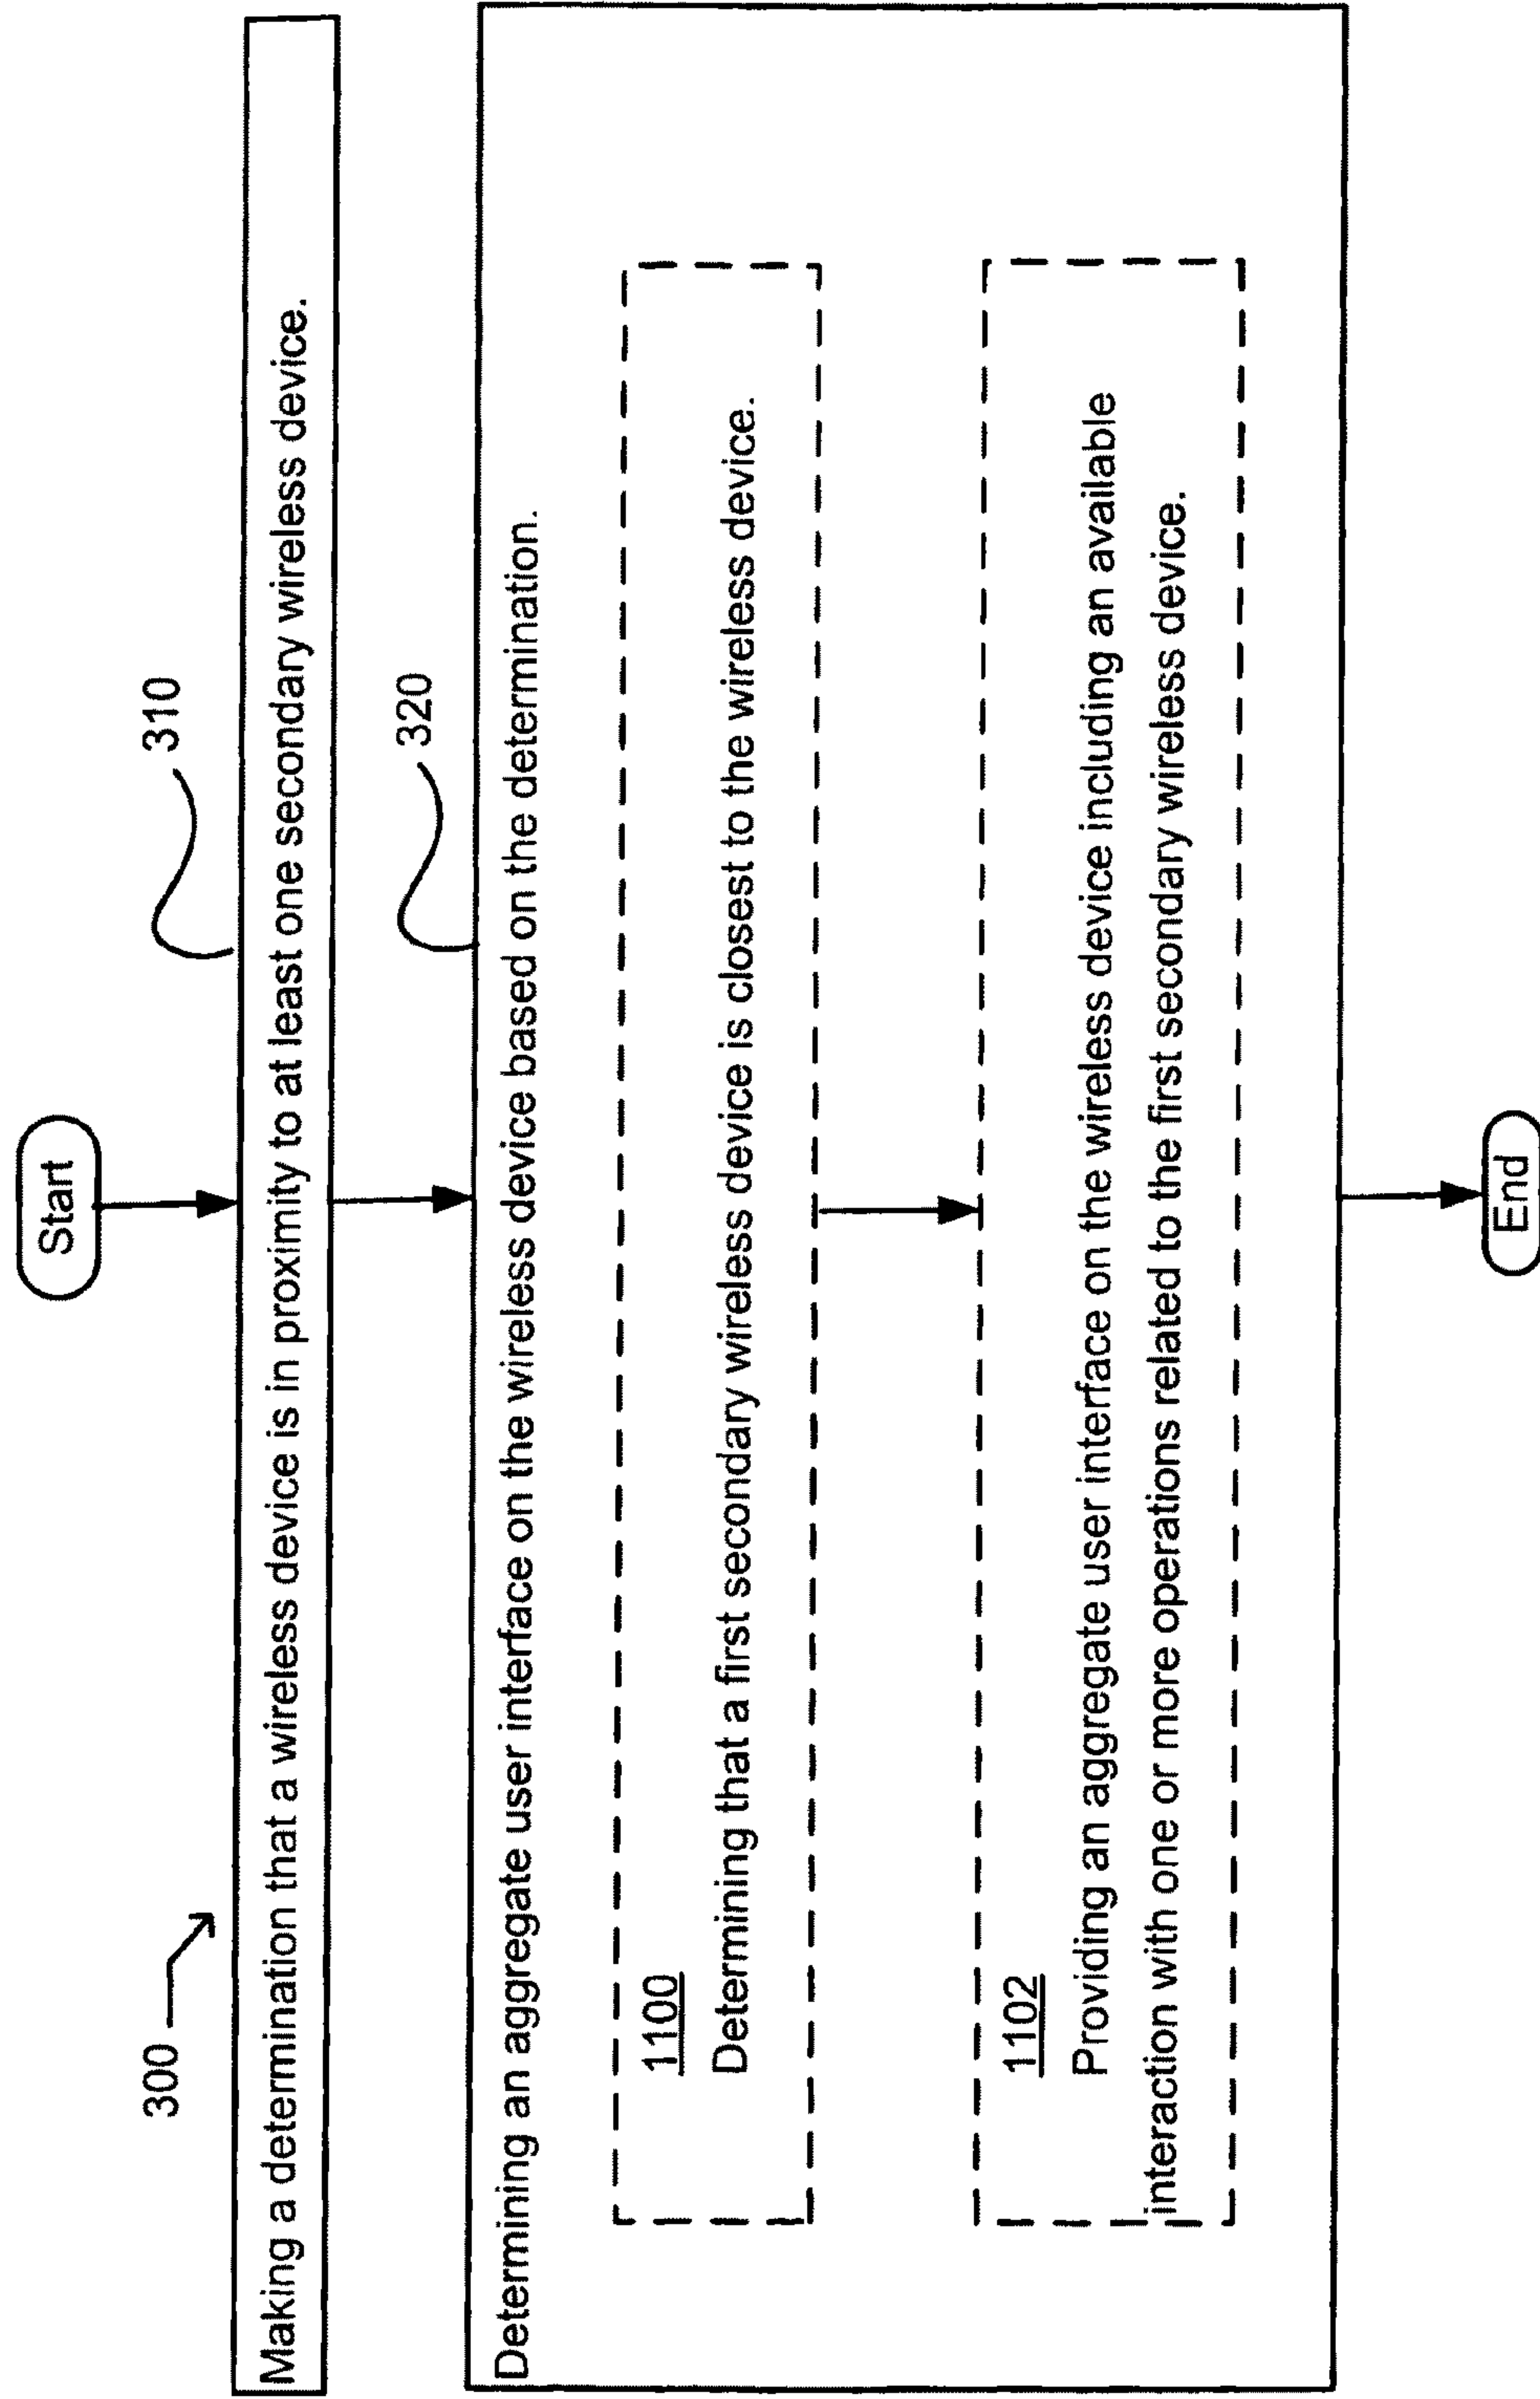 Start
300
310
Making a determination that a wireless device is in proximity to at least one secondary wireless device.
320
Determining an aggregate user interface on the wireless device based on the determination.
1100
Determining that a first secondary wireless device is closest to the wireless device.
1102
Providing an aggregate user interface on the wireless device including an available
interaction with one or more operations related to the first secondary wireless device.
End